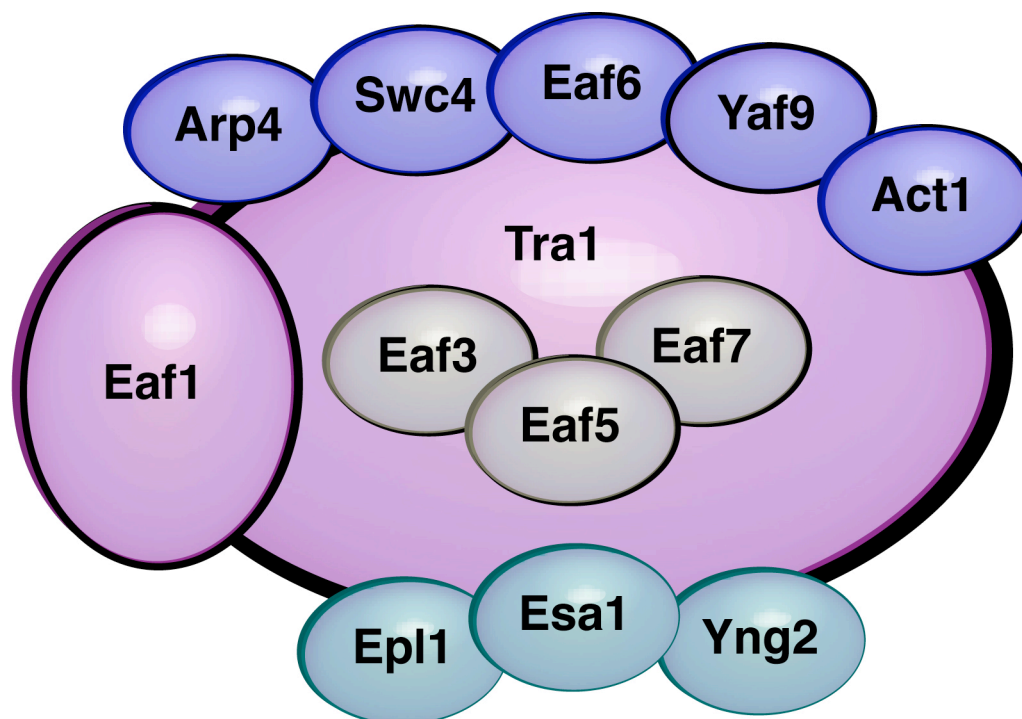 Arp4
Swc4
Eaf6
Yaf9
Act1
Tra1
Eaf1
Eaf3
Eaf7
Eaf5
Epl1
Esa1
Yng2